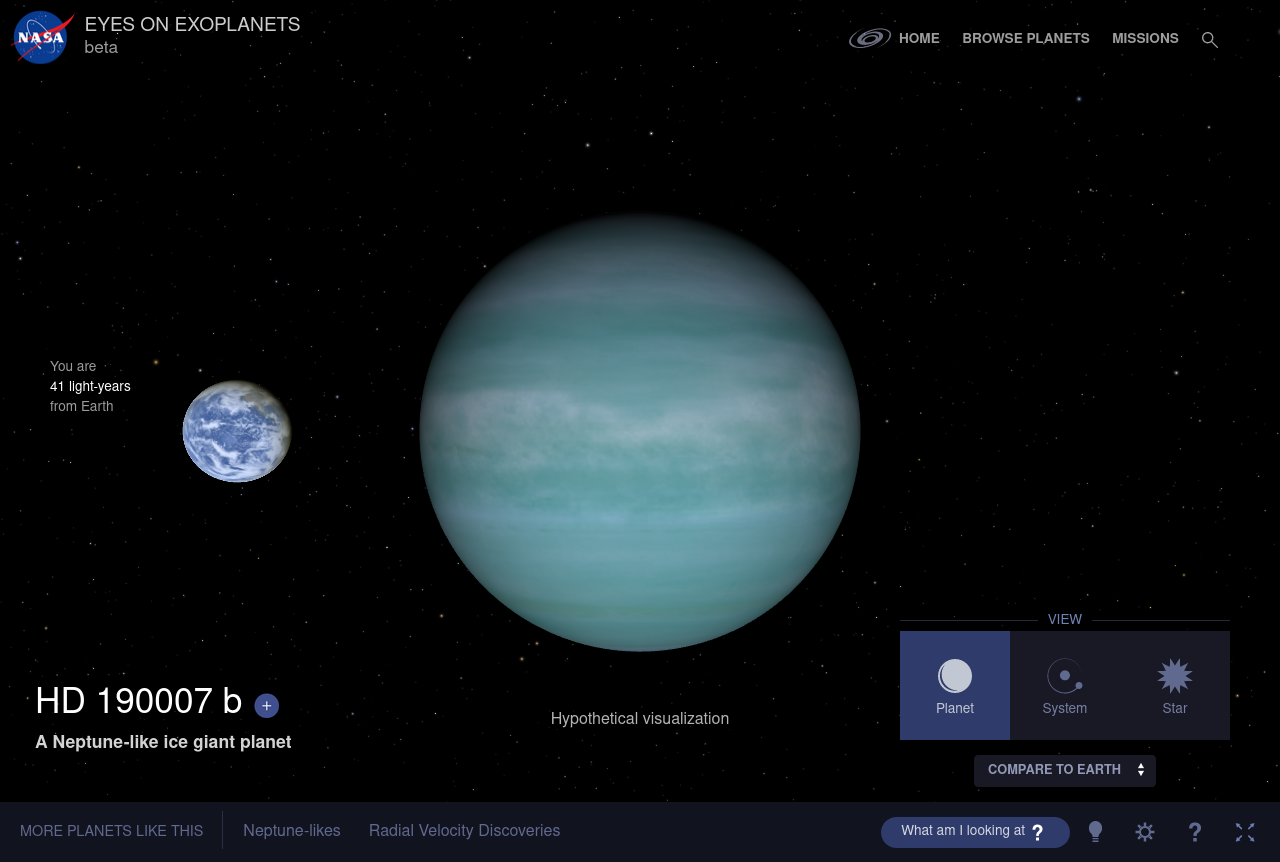 NASA
EYES ON EXOPLANETS
beta
HOME
BROWSE PLANETS
MISSIONS
You are
41 light-years
from Earth
VIEW
Planet
System
Star
HD 190007 b +
A Neptune-like ice giant planet
Hypothetical visualization
COMPARE TO EARTH
MORE PLANETS LIKE THIS
Neptune-likes
Radial Velocity Discoveries
What am I looking at ?
?